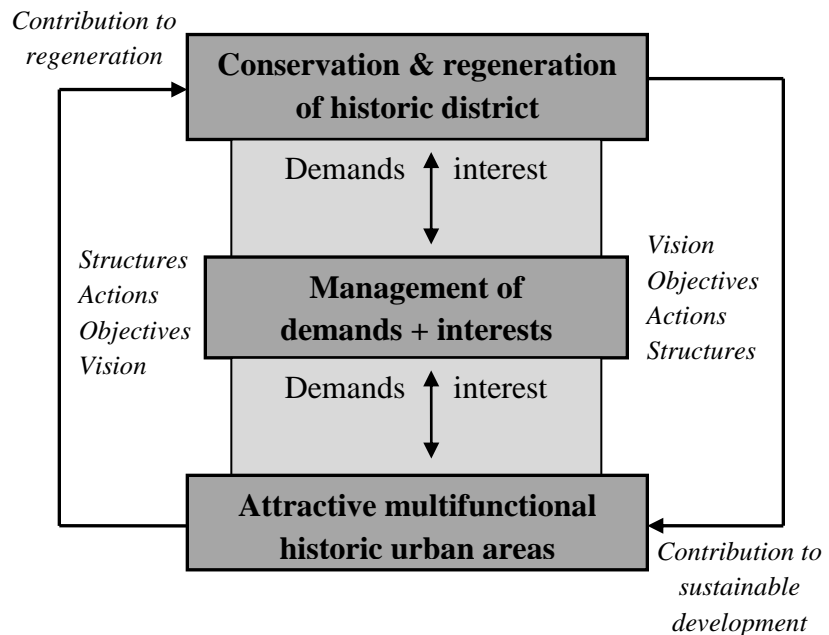 Contribution to
regeneration
Conservation & regeneration
of historic district
Demands interest
Structures
Actions
Objectives
Vision
Management of
demands + interests
Vision
Objectives
Actions
Structures
Demands interest
Attractive multifunctional
historic urban areas
Contribution to
sustainable
development